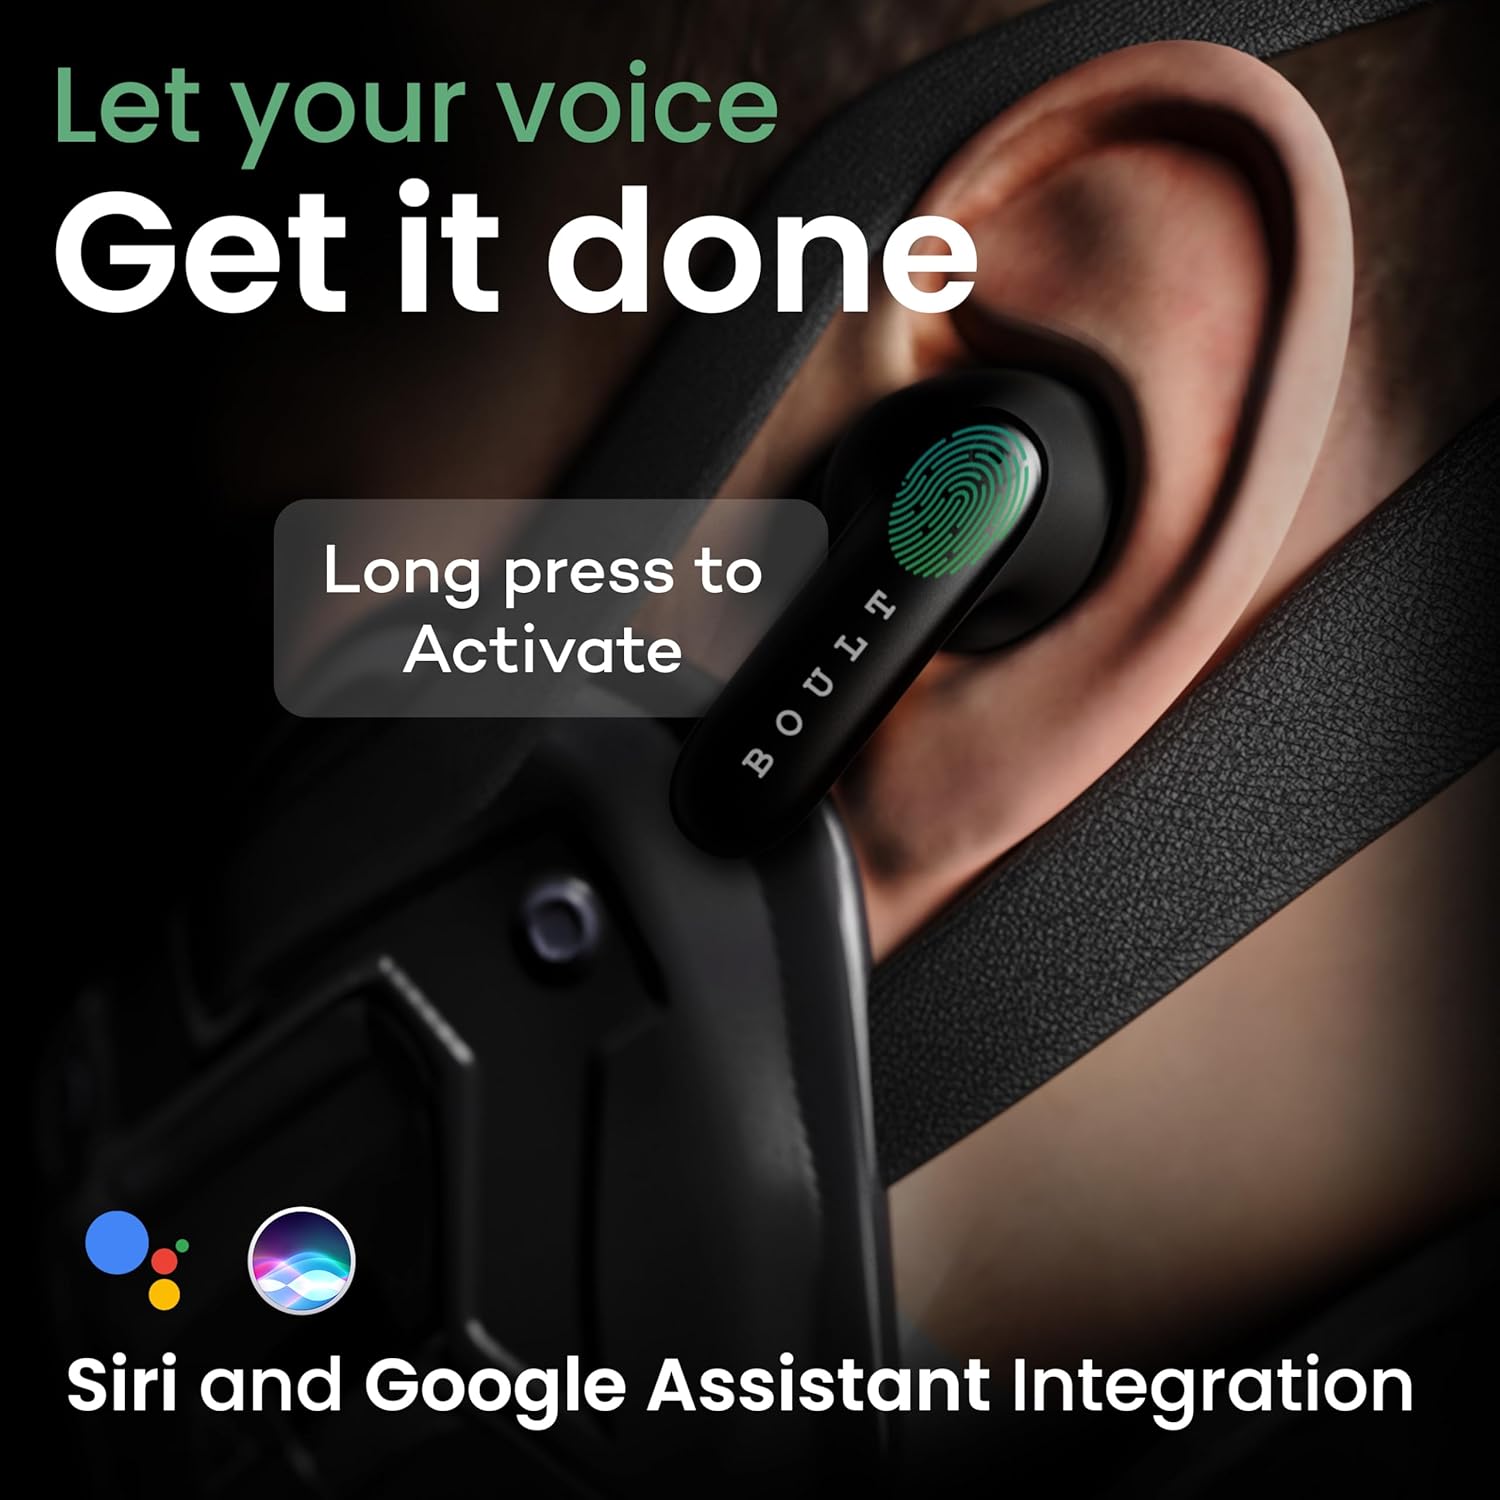 Let your voice
Get it done
Long press to
Activate
BOULT
Siri and Google Assistant Integration